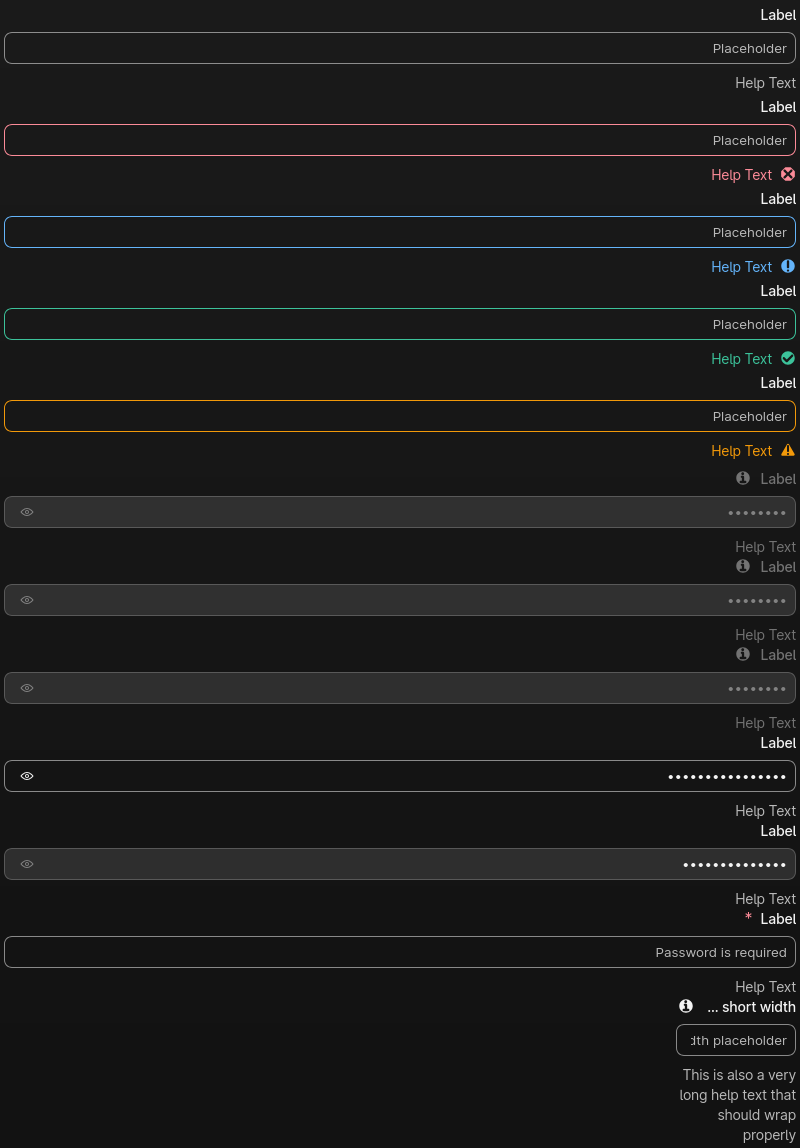 Label
Placeholder
Help Text
Label
Placeholder
Help Text
Label
Placeholder
Help Text
Label
Placeholder
Help Text
Label
Placeholder
Help Text
Label
••••••••
Help Text
Label
••••••••
Help Text
Label
••••••••
Help Text
Label
••••••••••••••••
Help Text
Label
••••••••••••••
Help Text
* Label
Password is required
Help Text
... short width
placeholder
This is also a very
long help text that
should wrap
properly